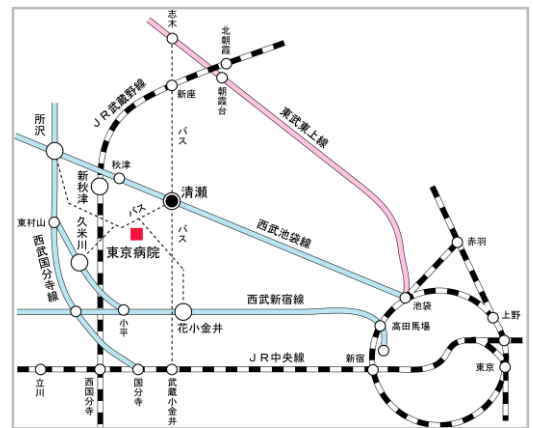 志木
北朝霞
朝霞台
新座
JR武蔵野線
バス
東武東上線
所沢
秋津
新秋津
清瀬
バス
バス
東村山
久米川
東京病院
西武池袋線
赤羽
西武国分寺線
池袋
西武新宿線
上野
小平
花小金井
高田馬場
JR中央線
新宿
東京
立川
西国分寺
国分寺
武蔵小金井